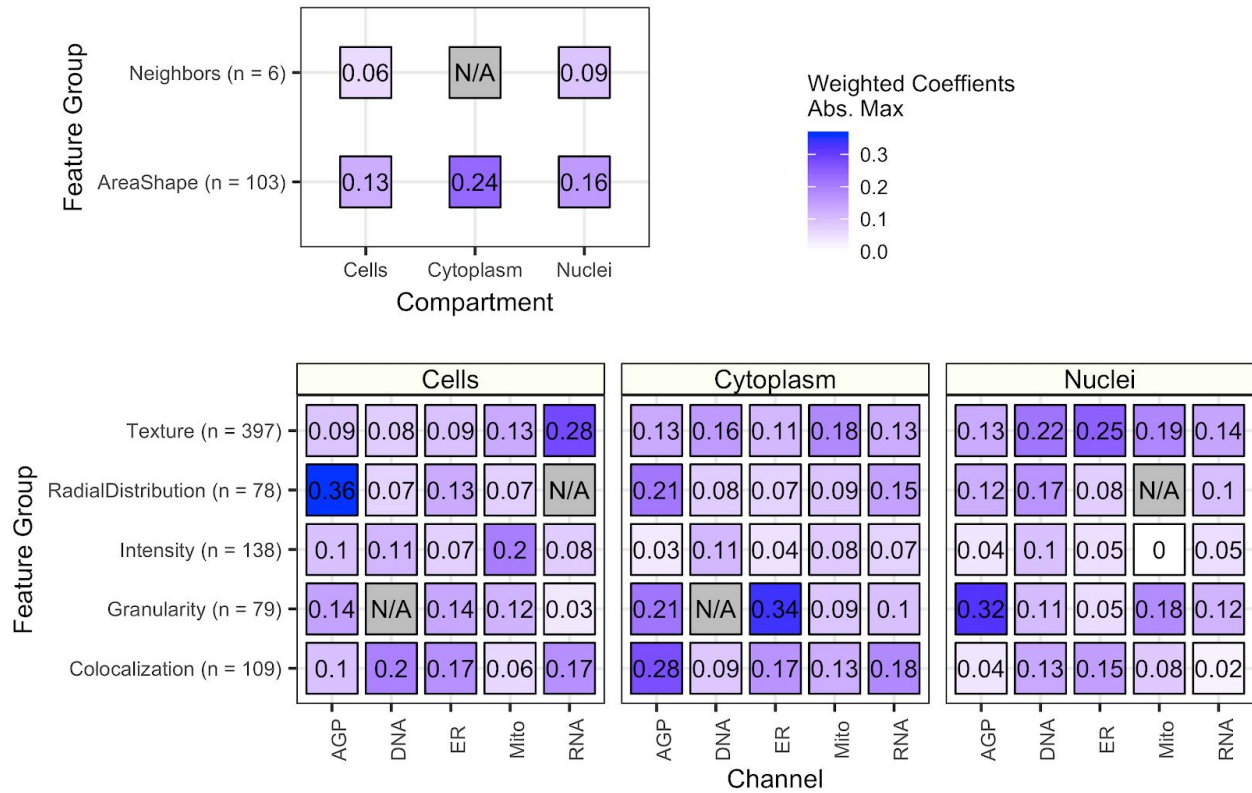 Feature Group
Neighbors (n = 6) 0.06 N/A 0.09
AreaShape (n = 103) 0.13 0.24 0.16
Cells Cytoplasm Nuclei
Compartment
Weighted Coeffients
Abs. Max
0.3
0.2
0.1
0.0
Cells Cytoplasm Nuclei
Feature Group
Texture (n = 397) 0.09 0.08 0.09 0.13 0.28 0.13 0.16 0.11 0.18 0.13 0.13 0.22 0.25 0.19 0.14
RadialDistribution (n = 78) 0.36 0.07 0.13 0.07 N/A 0.21 0.08 0.07 0.09 0.15 0.12 0.17 0.08 N/A 0.1
Intensity (n = 138) 0.1 0.11 0.07 0.2 0.08 0.03 0.11 0.04 0.08 0.07 0.04 0.1 0.05 0 0.05
Granularity (n = 79) 0.14 N/A 0.14 0.12 0.03 0.21 N/A 0.34 0.09 0.1 0.32 0.11 0.05 0.18 0.12
Colocalization (n = 109) 0.1 0.2 0.17 0.06 0.17 0.28 0.09 0.17 0.13 0.18 0.04 0.13 0.15 0.08 0.02
AGP DNA ER Mito RNA AGP DNA ER Mito RNA AGP DNA ER Mito RNA
Channel